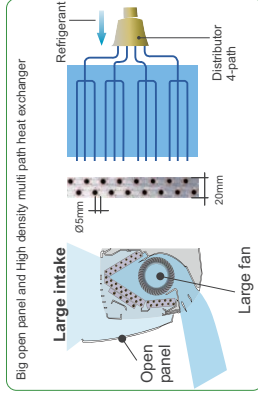 Big open panel and High density multi path heat exchanger
Large intake
Open
panel
Large fan
Ø5mm
20mm
Refrigerant
Distributor
4-path